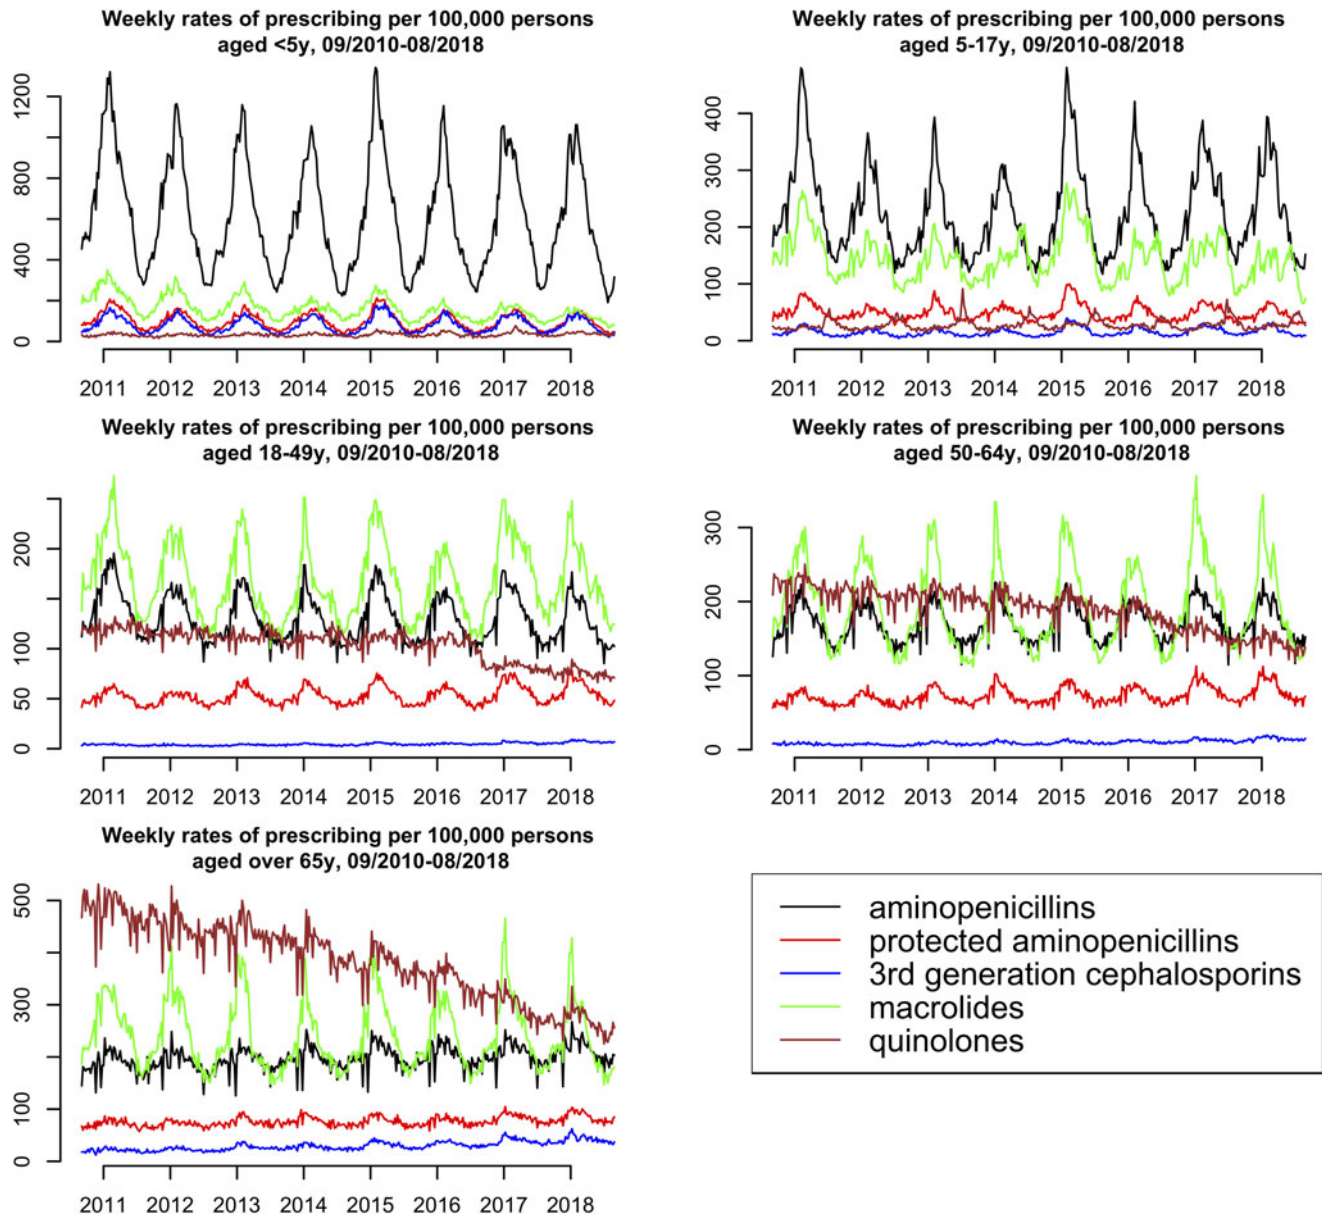 Weekly rates of prescribing per 100,000 persons
aged <5y, 09/2010-08/2018
1200
800
400
0
2011 2012 2013 2014 2015 2016 2017 2018
Weekly rates of prescribing per 100,000 persons
aged 5-17y, 09/2010-08/2018
400
300
200
100
0
2011 2012 2013 2014 2015 2016 2017 2018
Weekly rates of prescribing per 100,000 persons
aged 18-49y, 09/2010-08/2018
200
100
50
0
2011 2012 2013 2014 2015 2016 2017 2018
Weekly rates of prescribing per 100,000 persons
aged 50-64y, 09/2010-08/2018
300
200
100
0
2011 2012 2013 2014 2015 2016 2017 2018
Weekly rates of prescribing per 100,000 persons
aged over 65y, 09/2010-08/2018
500
300
100
0
2011 2012 2013 2014 2015 2016 2017 2018
aminopenicillins
protected aminopenicillins
3rd generation cephalosporins
macrolides
quinolones